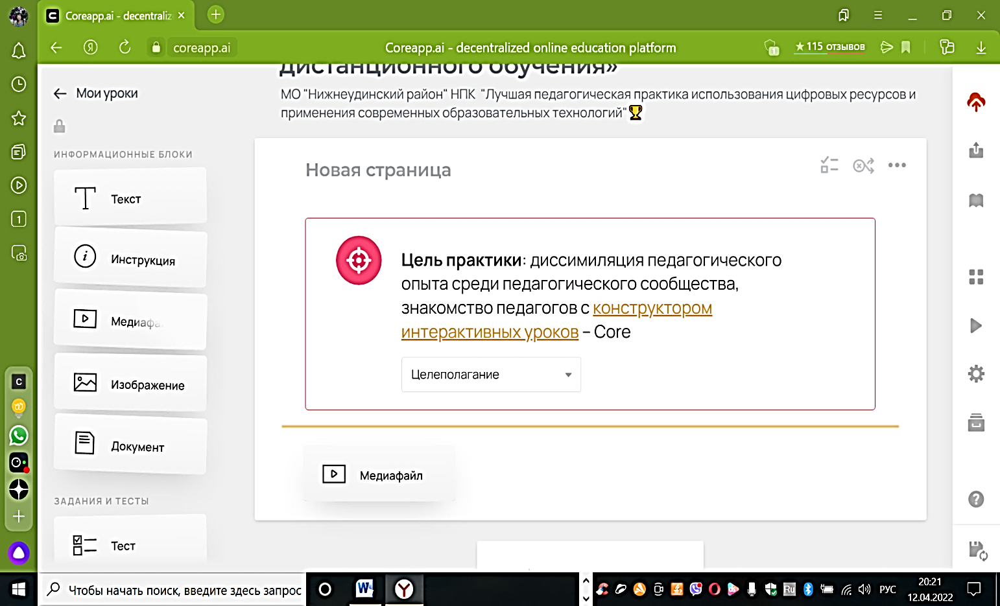 Coreapp.ai - decentraliz
coreapp.ai
Coreapp.ai - decentralized online education platform
1
★ 115 отзывов
1
дистанционного обучения»
МО "Нижнеудинский район" НПК "Лучшая педагогическая практика использования цифровых ресурсов и
применения современных образовательных технологий"
Мои уроки
ИНФОРМАЦИОННЫЕ БЛОКИ
Текст
Инструкция
Медиафа
Изображение
Документ
ЗАДАНИЯ И ТЕСТЫ
Тест
Новая страница
Цель практики: диссимиляция педагогического
опыта среди педагогического сообщества,
знакомство педагогов с конструктором
интерактивных уроков – Core
Целеполагание
Медиафайл
Чтобы начать поиск, введите здесь запрос
Ru
РУС
20:21
12.04.2022